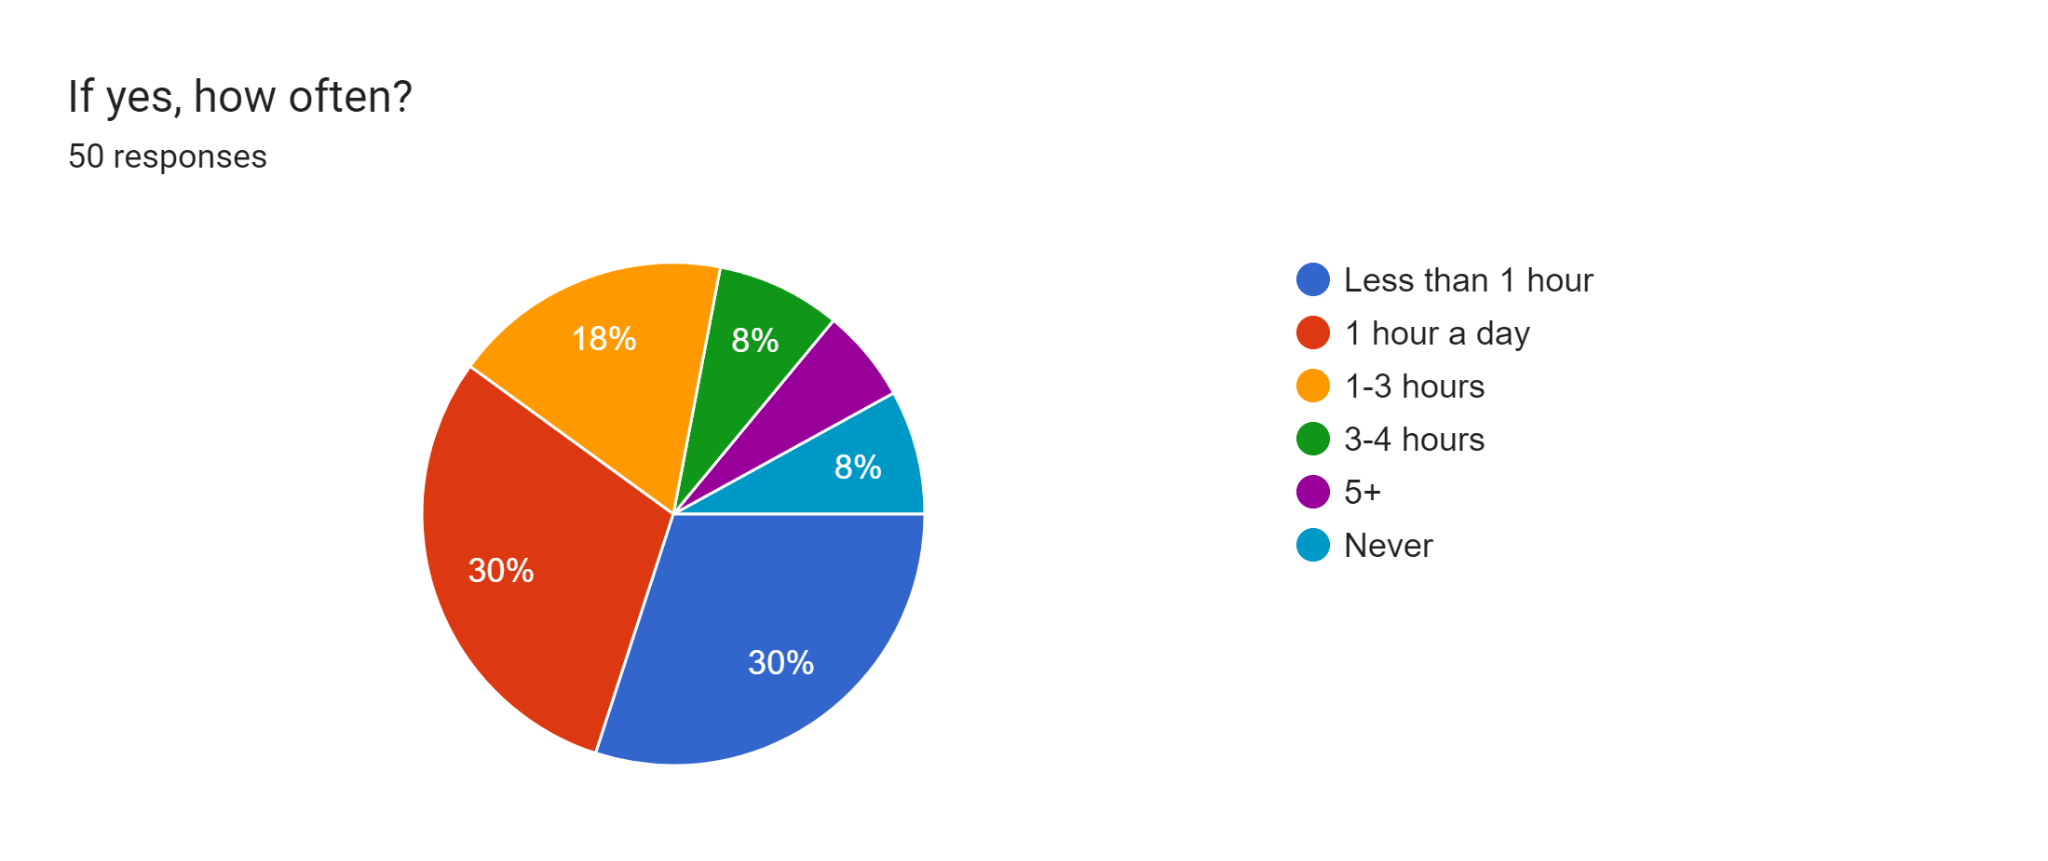 If yes, how often?
50 responses
18%
8%
8%
30%
30%
Less than 1 hour
1 hour a day
1-3 hours
3-4 hours
5+
Never